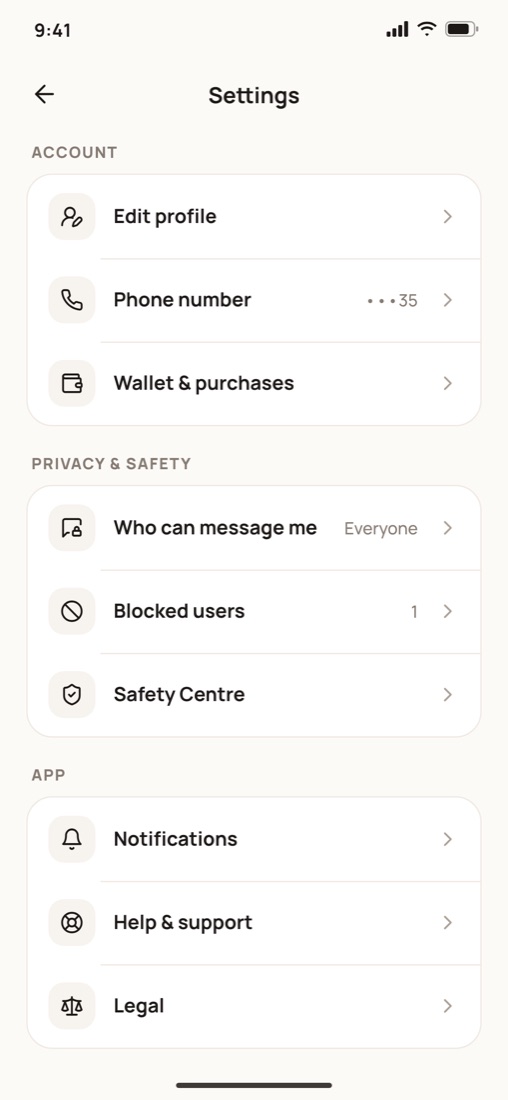 9:41
Settings
ACCOUNT
Edit profile
Phone number •••35
Wallet & purchases
PRIVACY & SAFETY
Who can message me Everyone
Blocked users 1
Safety Centre
APP
Notifications
Help & support
Legal